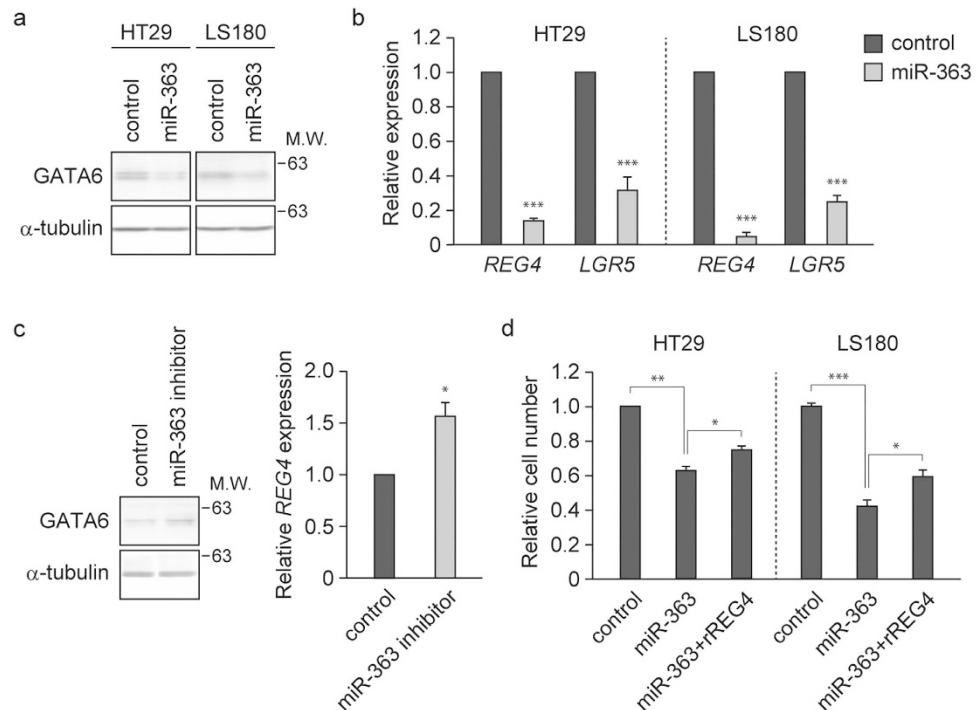 a
HT29 LS180
control miR-363 control miR-363
M.W.
GATA6
-63
α-tubulin
-63
b
HT29 LS180
control
miR-363
Relative expression
1.2
1.0
0.8
0.6
0.4
0.2
0
*** *** *** ***
REG4 LGR5 REG4 LGR5
c
control miR-363 inhibitor
M.W.
GATA6
-63
α-tubulin
-63
Relative REG4 expression
2.0
1.5
1.0
0.5
0
*
control miR-363 inhibitor
d
HT29 LS180
Relative cell number
1.2
1.0
0.8
0.6
0.4
0.2
0
** * *** *
control miR-363 miR-363+rREG4 control miR-363 miR-363+rREG4